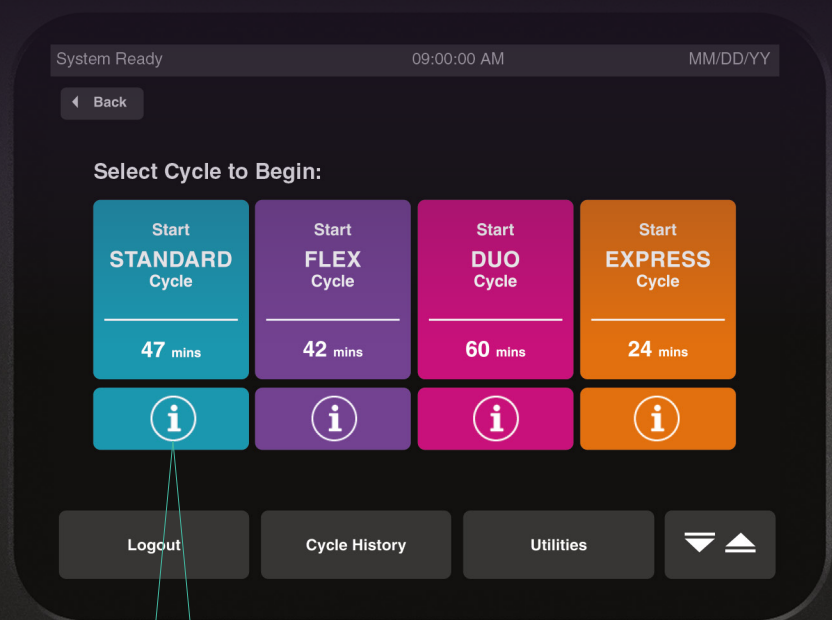 System Ready 09:00:00 AM MM/DD/YY
Back
Select Cycle to Begin:
Start Start Start Start
STANDARD FLEX DUO EXPRESS
Cycle Cycle Cycle Cycle
47 mins 42 mins 60 mins 24 mins
i i i i
Logout Cycle History Utilities